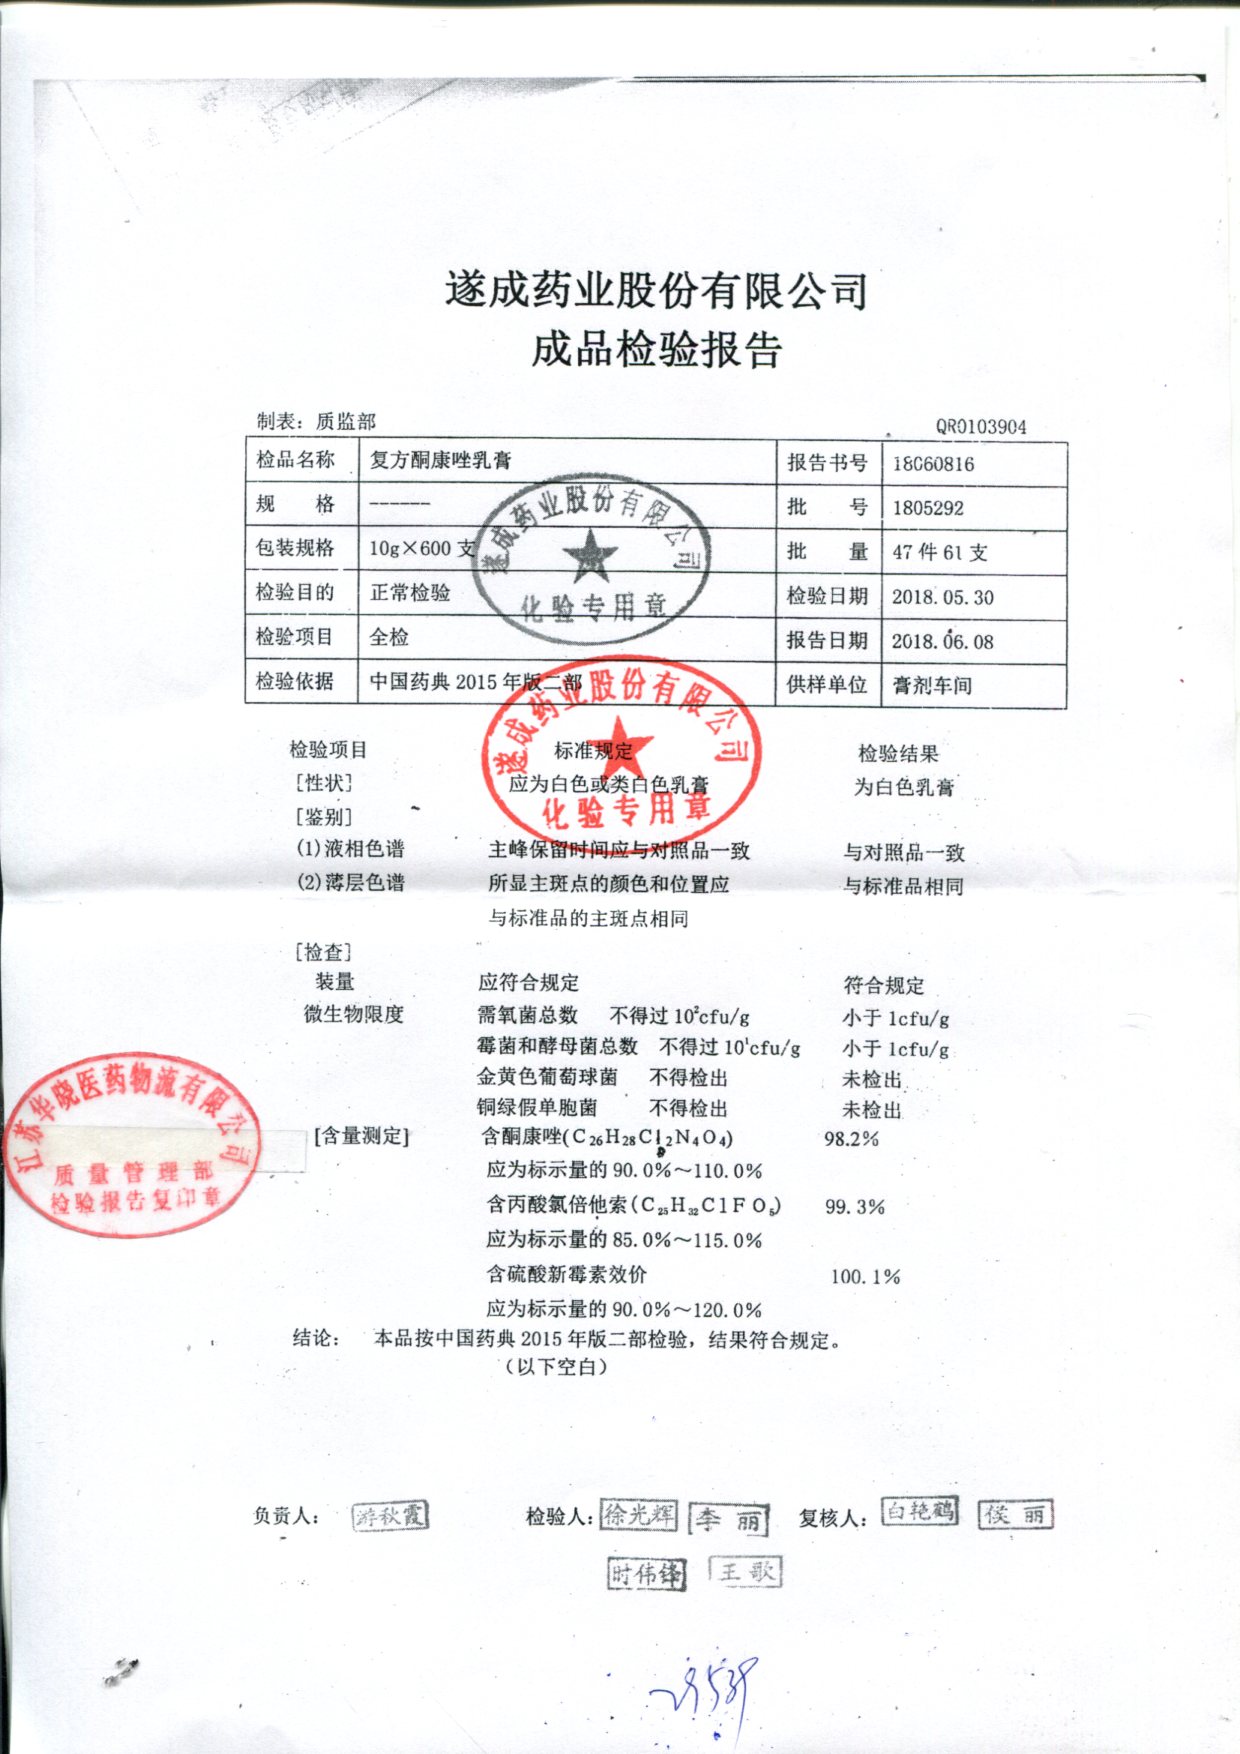 遂成药业股份有限公司
成品检验报告
制表：质监部 QR0103904
检品名称 复方酮康唑乳膏 报告书号 18060816
规 格 ------ 批 号 1805292
包装规格 10g×600支 批 量 47件61支
检验目的 正常检验 检验日期 2018.05.30
检验项目 全检 报告日期 2018.06.08
检验依据 中国药典2015年版二部 供样单位 膏剂车间
遂成药业股份有限公司
化验专用章
遂成药业股份有限公司
化验专用章
检验项目 标准规定 检验结果
[性状] 应为白色或类白色乳膏 为白色乳膏
[鉴别]
(1)液相色谱 主峰保留时间应与对照品一致 与对照品一致
(2)薄层色谱 所显主斑点的颜色和位置应 与标准品相同
与标准品的主斑点相同
[检查]
装量 应符合规定 符合规定
微生物限度 需氧菌总数 不得过10²cfu/g 小于1cfu/g
霉菌和酵母菌总数 不得过10¹cfu/g 小于1cfu/g
金黄色葡萄球菌 不得检出 未检出
铜绿假单胞菌 不得检出 未检出
[含量测定] 含酮康唑(C₂₆H₂₈Cl₂N₄O₄) 98.2%
应为标示量的90.0%～110.0%
含丙酸氯倍他索(C₂₅H₃₂ClFO₅) 99.3%
应为标示量的85.0%～115.0%
含硫酸新霉素效价 100.1%
应为标示量的90.0%～120.0%
结论： 本品按中国药典2015年版二部检验，结果符合规定。
（以下空白）
江苏华晓医药物流有限公司
质量管理部
检验报告复印章
负责人： 游秋霞 检验人： 徐光辉 李丽 复核人： 白艳鹤 侯丽
时伟锋 王歌